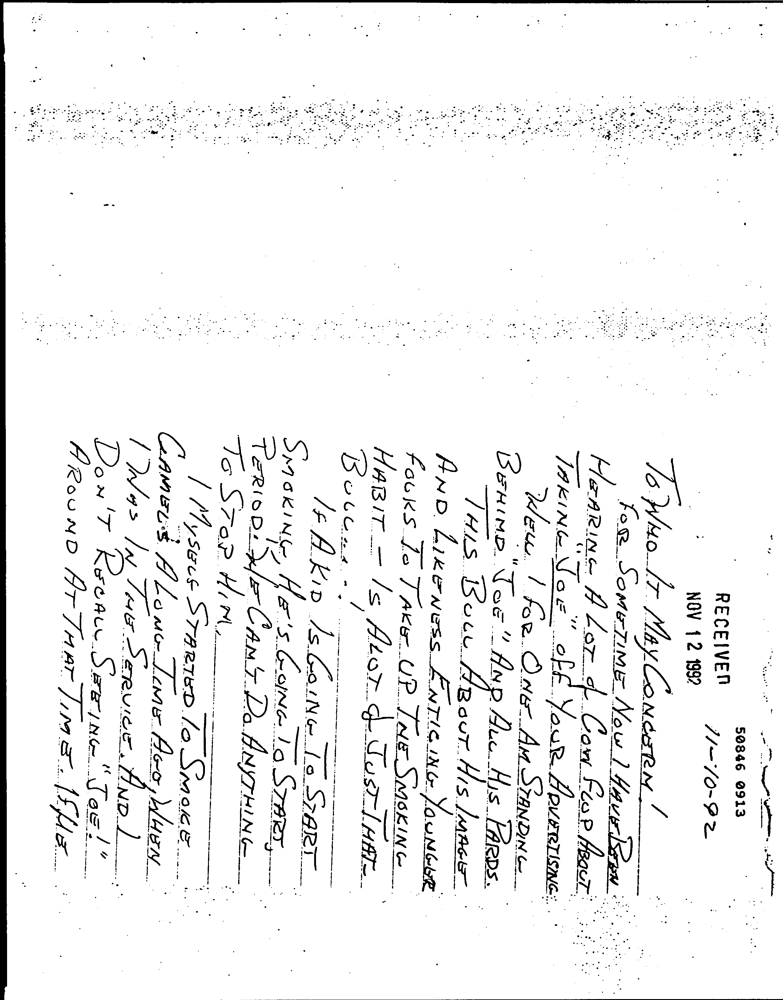 50846 0913
RECEIVED
NOV 12 1992
11-10-92
To Who It May Concern!
For Sometime Now I Have Been
Hearing A Lot of Cow Flop About
Taking "Joe" off Your Advertising.
Well I For One Am Standing
Behind "Joe" And All His Pards.
This Bull About His Image
And Likeness Enticing Younger
Folks To Take Up The Smoking
Habit - Is Alot of Just That-
Bull...!
If A Kid Is Going To Start
Smoking, He's Going To Start,
Period. We Can't Do Anything
To Stop Him.
I Myself Started To Smoke
Camels A Long Time Ago When
I Was In The Service. And I
Don't Recall Seeing "Joe!"
Around At That Time. If He